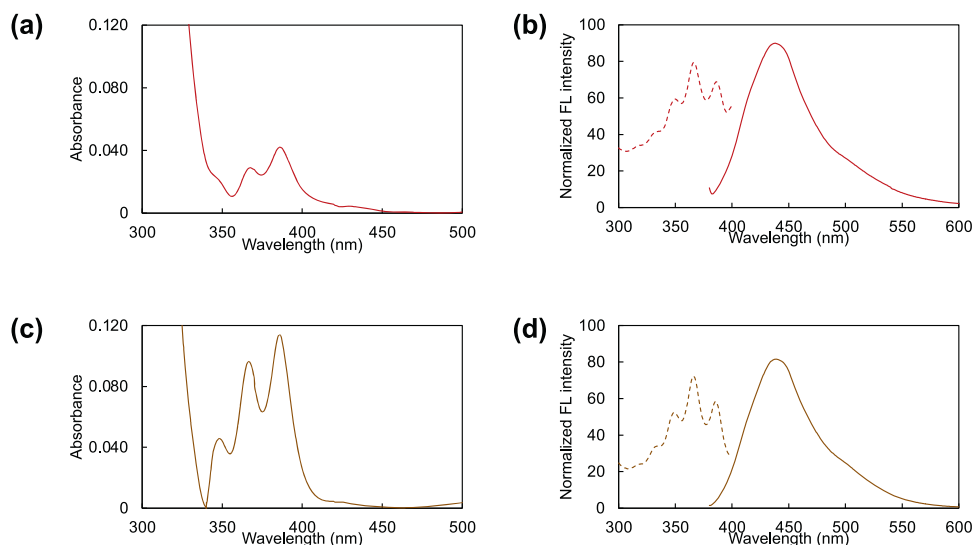 (a)
0.120
0.080
0.040
0
Absorbance
300 350 400 450 500
Wavelength (nm)
(b)
100
80
60
40
20
0
Normalized FL intensity
300 350 400 450 500 550 600
Wavelength (nm)
(c)
0.120
0.080
0.040
0
Absorbance
300 350 400 450 500
Wavelength (nm)
(d)
100
80
60
40
20
0
Normalized FL intensity
300 350 400 450 500 550 600
Wavelength (nm)